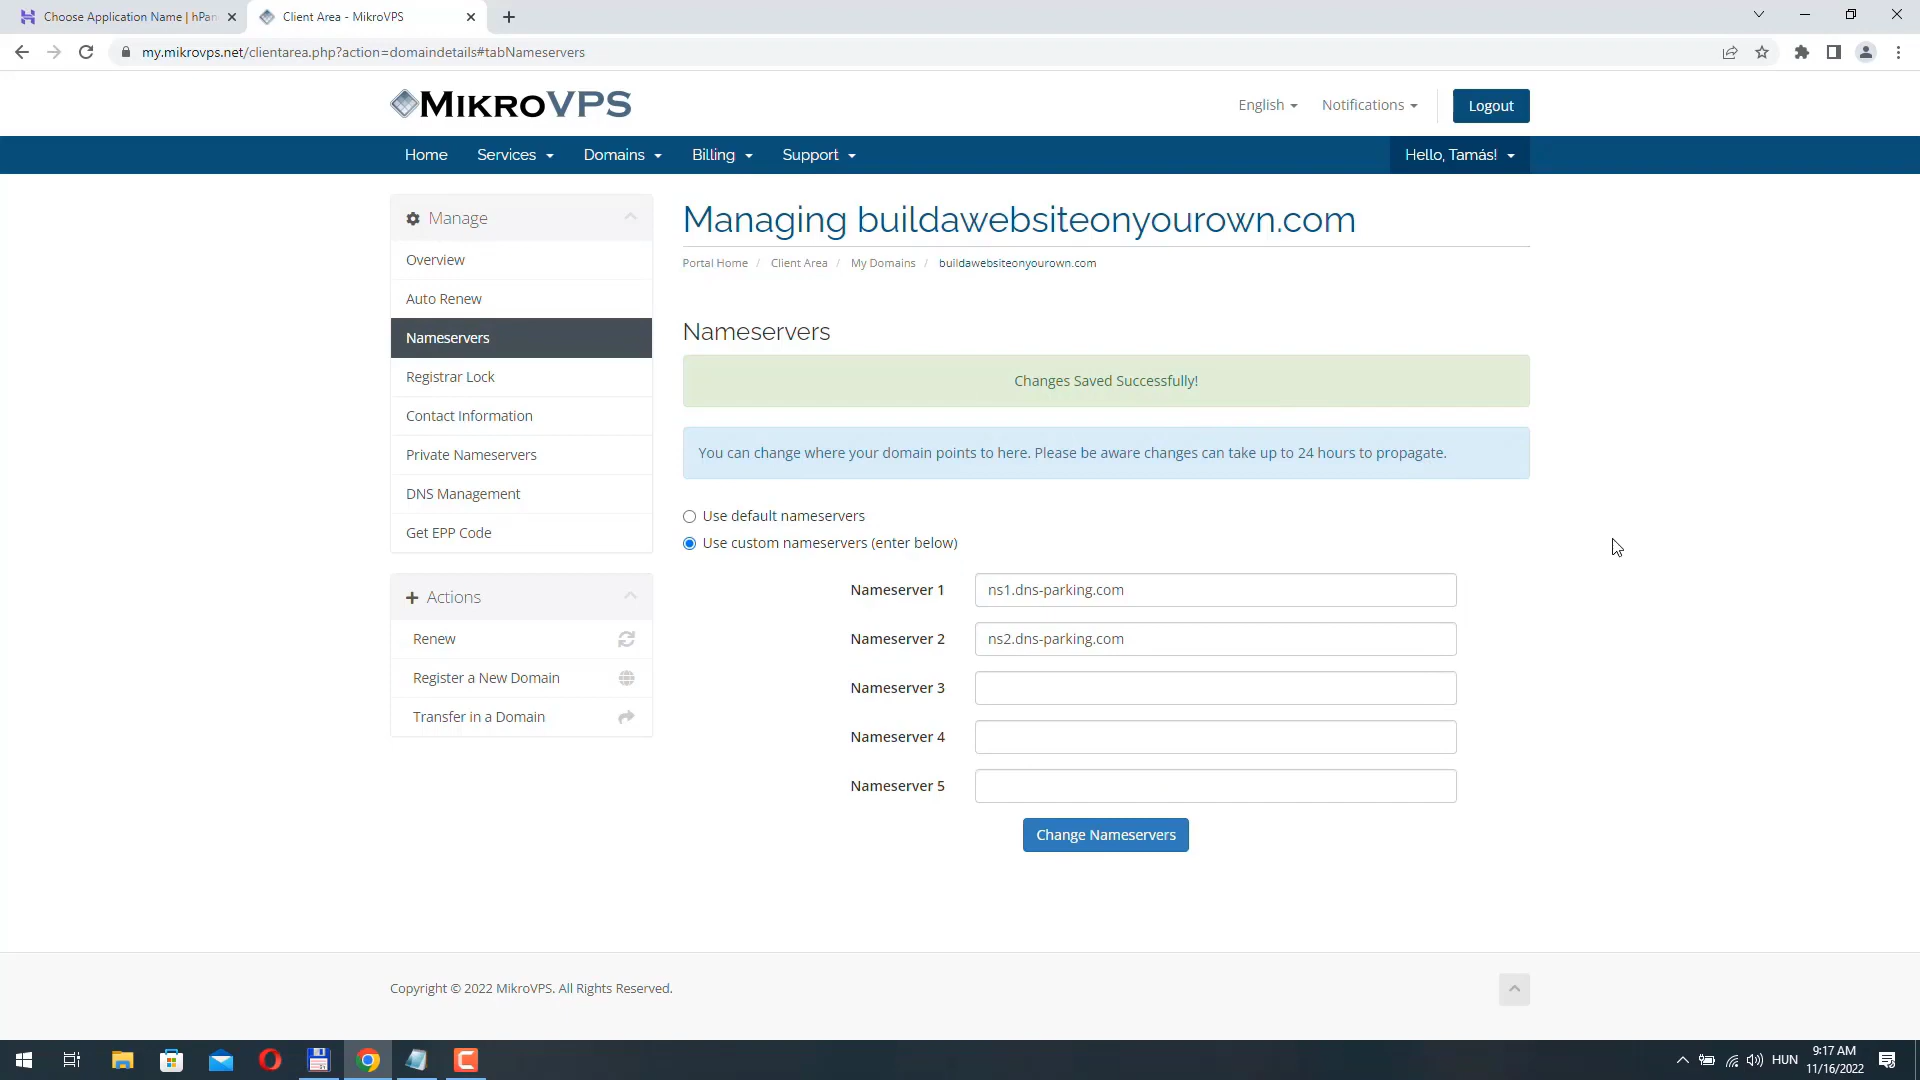 Choose Application Name | hPan
Client Area - MikroVPS
my.mikrovps.net/clientarea.php?action=domaindetails#tabNameservers
MIKROVPS
English
Notifications
Logout
Home
Services
Domains
Billing
Support
Hello, Tamás!
Manage
Overview
Auto Renew
Nameservers
Registrar Lock
Contact Information
Private Nameservers
DNS Management
Get EPP Code
Actions
Renew
Register a New Domain
Transfer in a Domain
Managing buildawebsiteonyourown.com
Portal Home / Client Area / My Domains / buildawebsiteonyourown.com
Nameservers
Changes Saved Successfully!
You can change where your domain points to here. Please be aware changes can take up to 24 hours to propagate.
Use default nameservers
Use custom nameservers (enter below)
Nameserver 1 ns1.dns-parking.com
Nameserver 2 ns2.dns-parking.com
Nameserver 3
Nameserver 4
Nameserver 5
Change Nameservers
Copyright © 2022 MikroVPS. All Rights Reserved.
HUN
9:17 AM
11/16/2022